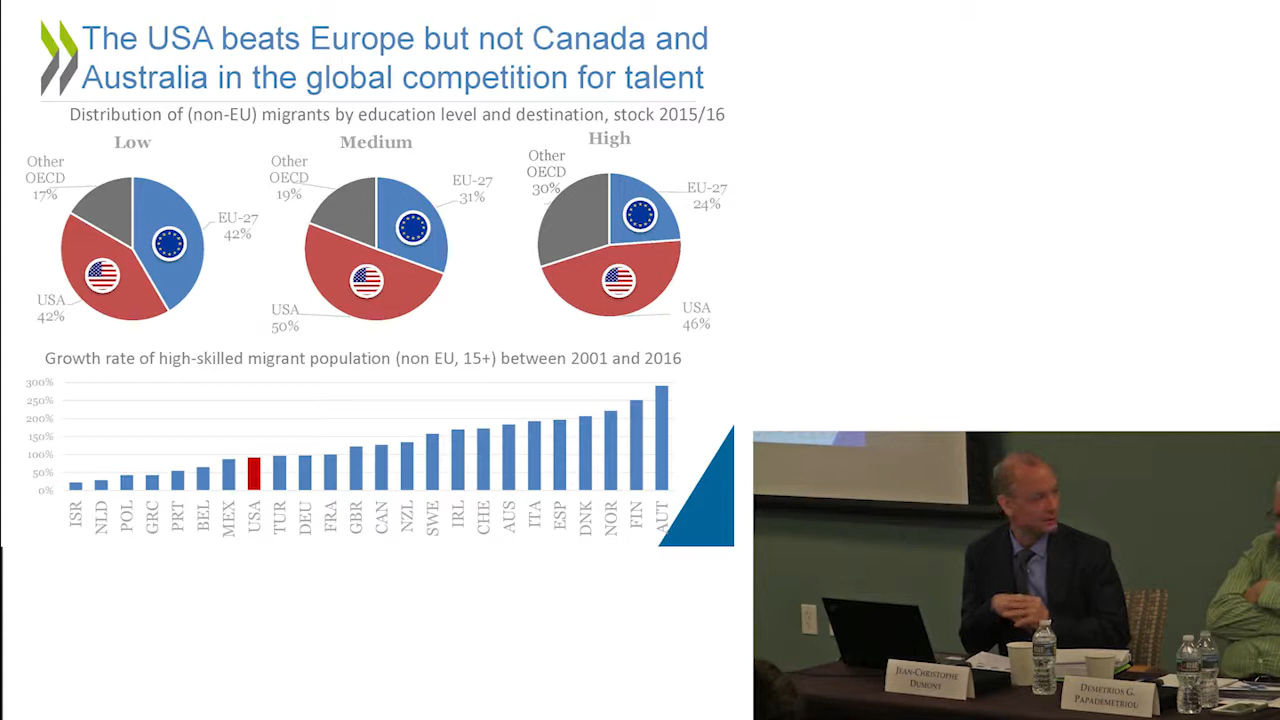 The USA beats Europe but not Canada and
Australia in the global competition for talent
Distribution of (non-EU) migrants by education level and destination, stock 2015/16
Low
Medium
High
Other
OECD
17%
EU-27
42%
USA
42%
Other
OECD
19%
EU-27
31%
USA
50%
Other
OECD
30%
EU-27
24%
USA
46%
Growth rate of high-skilled migrant population (non EU, 15+) between 2001 and 2016
300%
250%
200%
150%
100%
50%
0%
ISR
NLD
POL
GRC
PRT
BEL
MEX
USA
TUR
DEU
FRA
GBR
CAN
NZL
SWE
IRL
CHE
AUS
ITA
ESP
DNK
NOR
FIN
AUT
JEAN-CHRISTOPHE
DUMONT
DEMETRIOS G.
PAPADEMETRIOU